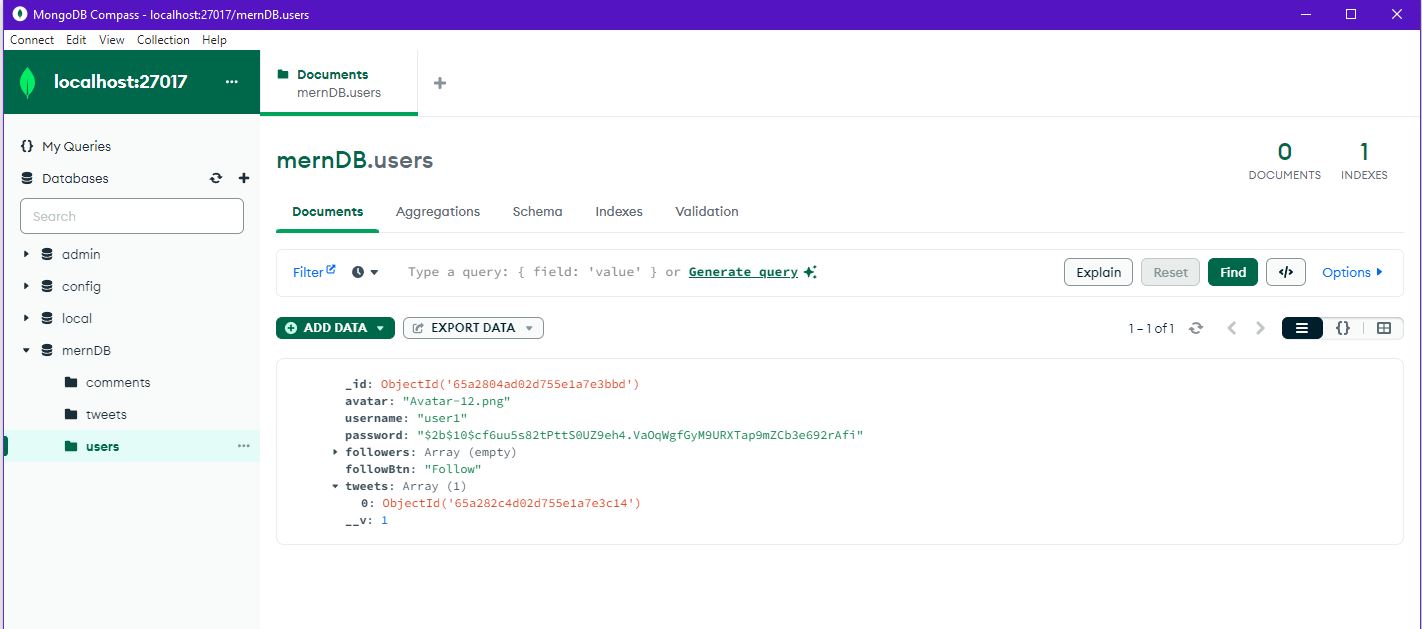 MongoDB Compass - localhost:27017/mernDB.users
Connect Edit View Collection Help
localhost:27017 ...
Documents
mernDB.users
{} My Queries
Databases
Search
admin
config
local
mernDB
comments
tweets
users ...
mernDB.users
0 1
DOCUMENTS INDEXES
Documents Aggregations Schema Indexes Validation
Filter Type a query: { field: 'value' } or Generate query Explain Reset Find </> Options
ADD DATA EXPORT DATA 1 – 1 of 1 {}
_id: ObjectId('65a2804ad02d755e1a7e3bbd')
avatar: "Avatar-12.png"
username: "user1"
password: "$2b$10$cf6uu5s82tPttS0UZ9eh4.VaOqWgfGyM9URXTap9mZCb3e692rAfi"
followers: Array (empty)
followBtn: "Follow"
tweets: Array (1)
0: ObjectId('65a282c4d02d755e1a7e3c14')
__v: 1